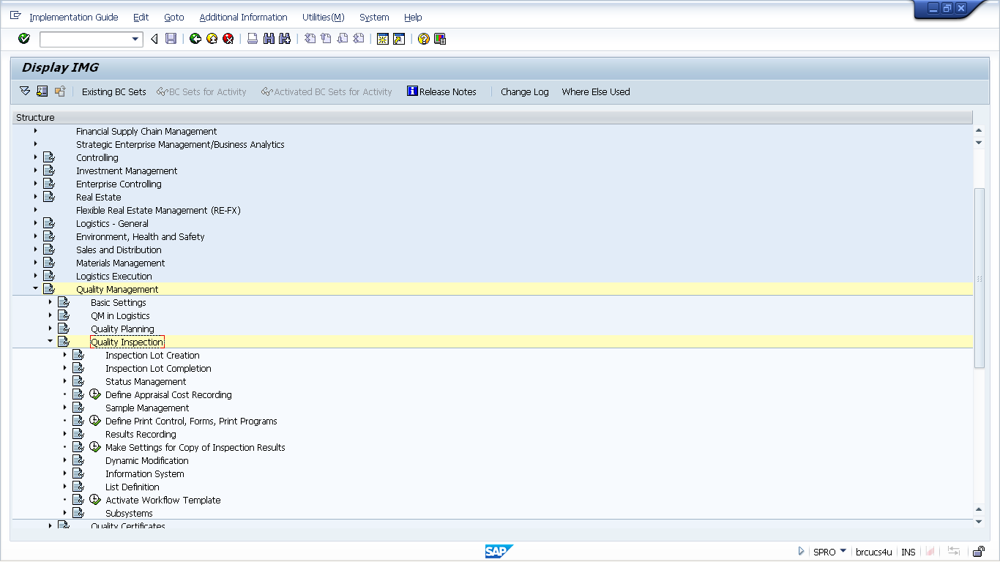 Implementation Guide Edit Goto Additional Information Utilities(M) System Help
Display IMG
Existing BC Sets BC Sets for Activity Activated BC Sets for Activity Release Notes Change Log Where Else Used
Structure
Financial Supply Chain Management
Strategic Enterprise Management/Business Analytics
Controlling
Investment Management
Enterprise Controlling
Real Estate
Flexible Real Estate Management (RE-FX)
Logistics - General
Environment, Health and Safety
Sales and Distribution
Materials Management
Logistics Execution
Quality Management
Basic Settings
QM in Logistics
Quality Planning
Quality Inspection
Inspection Lot Creation
Inspection Lot Completion
Status Management
Define Appraisal Cost Recording
Sample Management
Define Print Control, Forms, Print Programs
Results Recording
Make Settings for Copy of Inspection Results
Dynamic Modification
Information System
List Definition
Activate Workflow Template
Subsystems
Quality Certificates
SAP SPRO brcucs4u INS